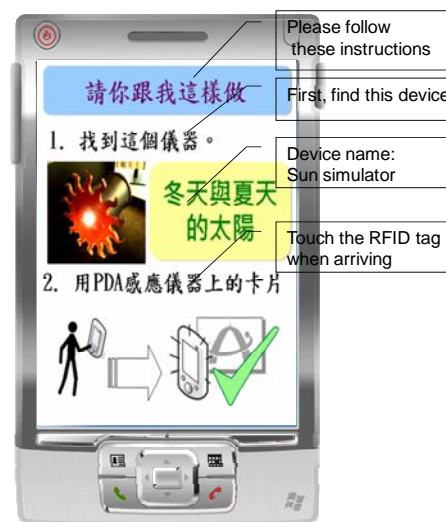 請你跟我這樣做
Please follow
these instructions
1. 找到這個儀器。
First, find this device
冬天與夏天
的太陽
Device name:
Sun simulator
2. 用PDA感應儀器上的卡片
Touch the RFID tag
when arriving